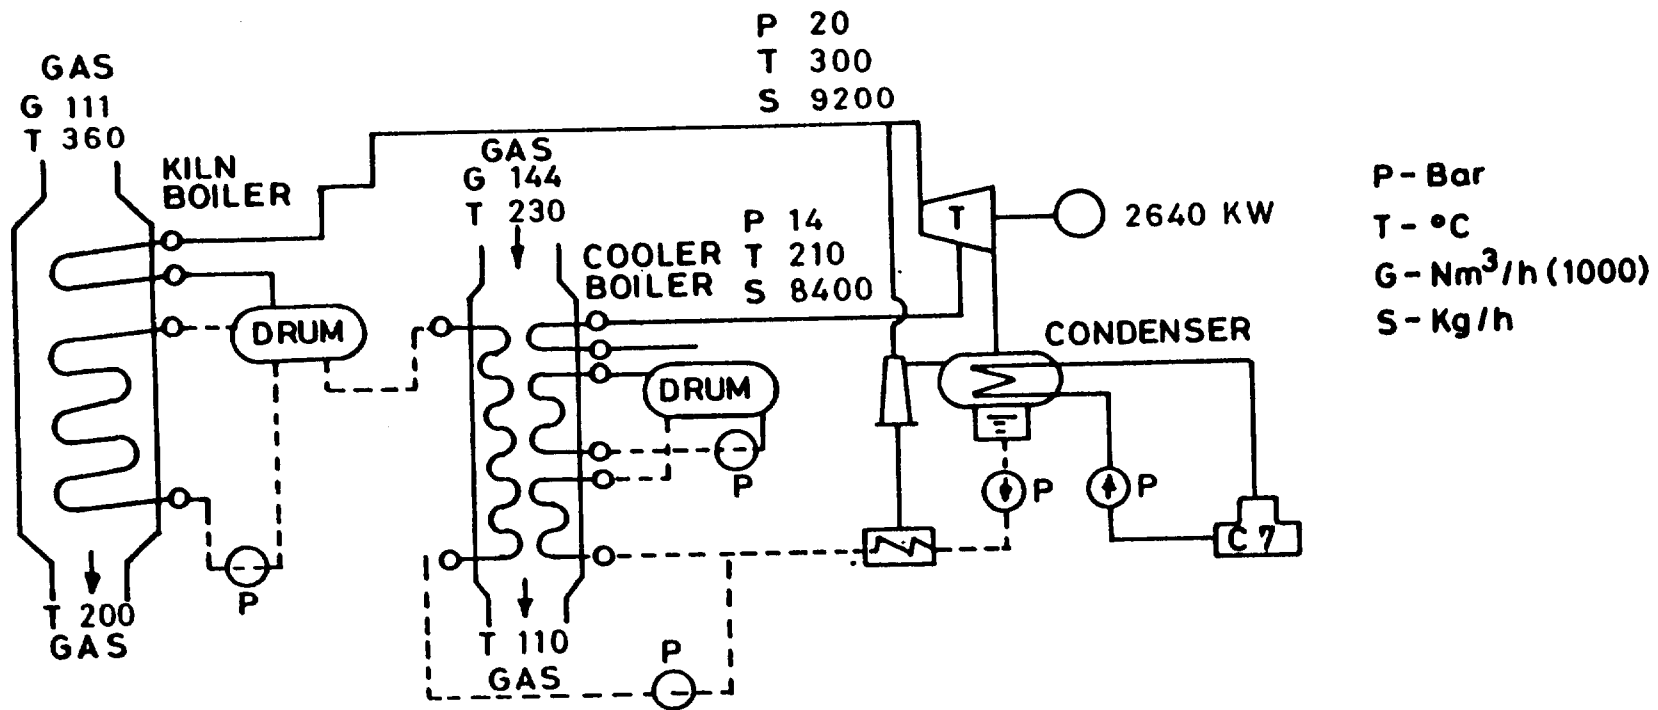 P 20
T 300
S 9200
GAS
G 111
T 360
KILN
BOILER
GAS
G 144
T 230
COOLER
BOILER
P 14
T 210
S 8400
T
2640 KW
P - Bar
T - °C
G - Nm³/h (1000)
S - Kg/h
DRUM
DRUM
CONDENSER
P
P
P
C 7
P
T 200
GAS
T 110
GAS
P